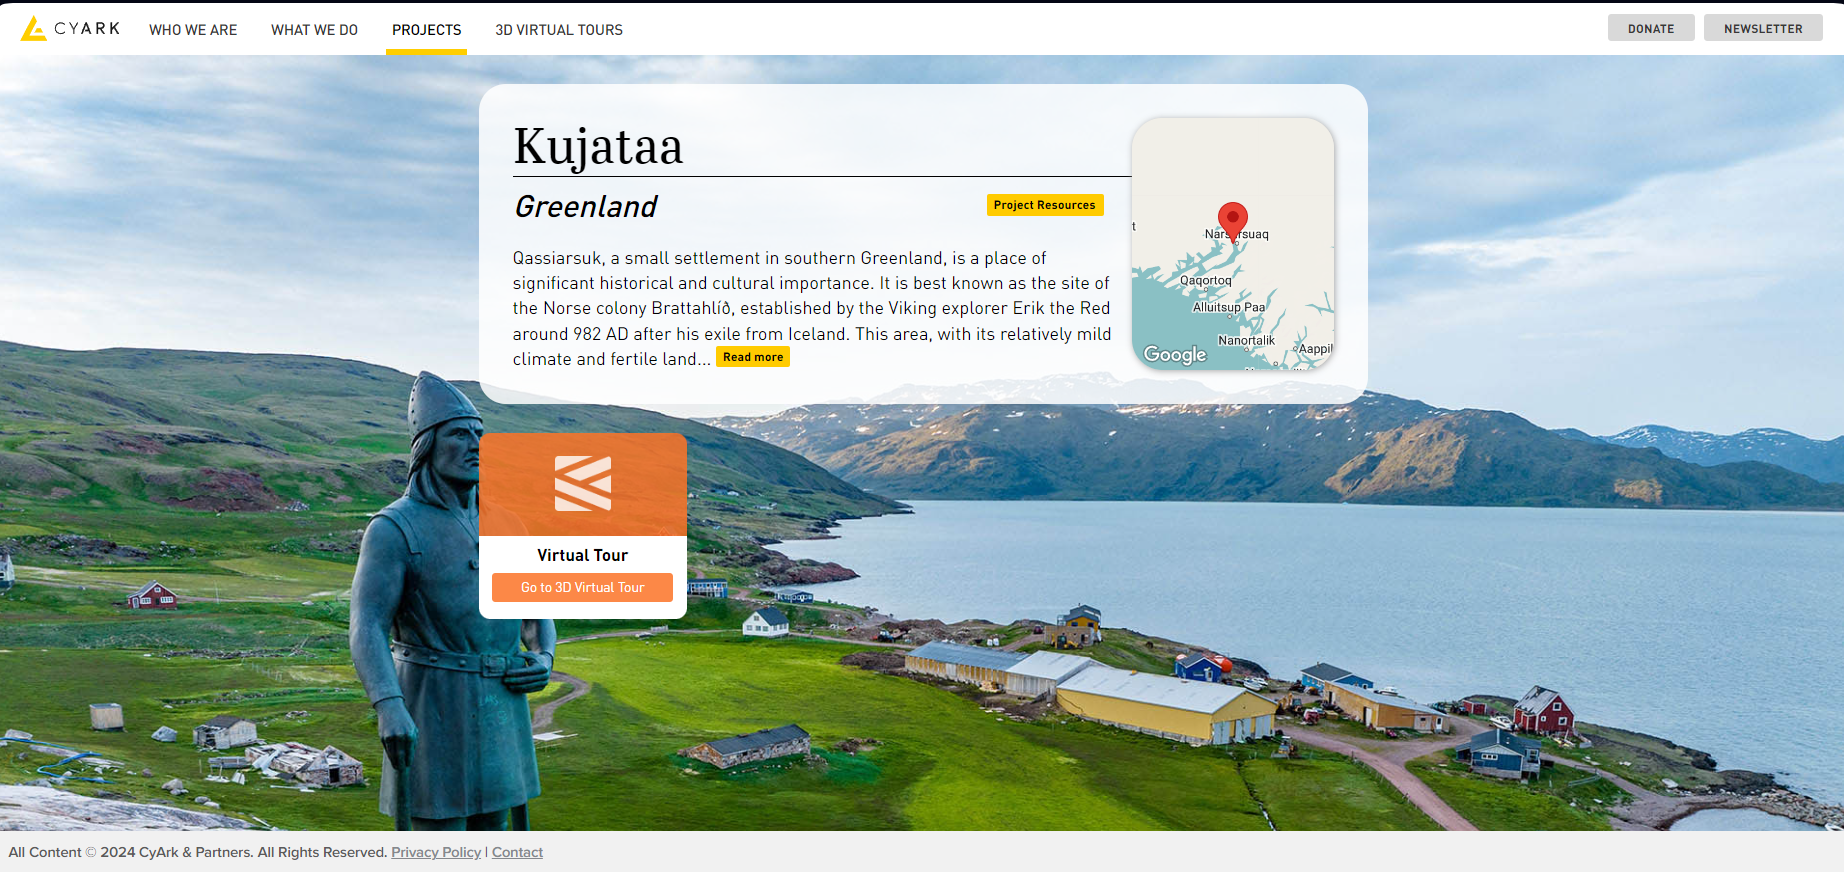 CYARK
WHO WE ARE
WHAT WE DO
PROJECTS
3D VIRTUAL TOURS
DONATE
NEWSLETTER
Kujataa
Greenland
Project Resources
Qassiarsuk, a small settlement in southern Greenland, is a place of
significant historical and cultural importance. It is best known as the site of
the Norse colony Brattahlíð, established by the Viking explorer Erik the Red
around 982 AD after his exile from Iceland. This area, with its relatively mild
climate and fertile land... Read more
t
Qaqortoq
Alluitsup Paa
Nanortalik
Aappil
Google
Virtual Tour
Go to 3D Virtual Tour
All Content © 2024 CyArk & Partners. All Rights Reserved. Privacy Policy | Contact